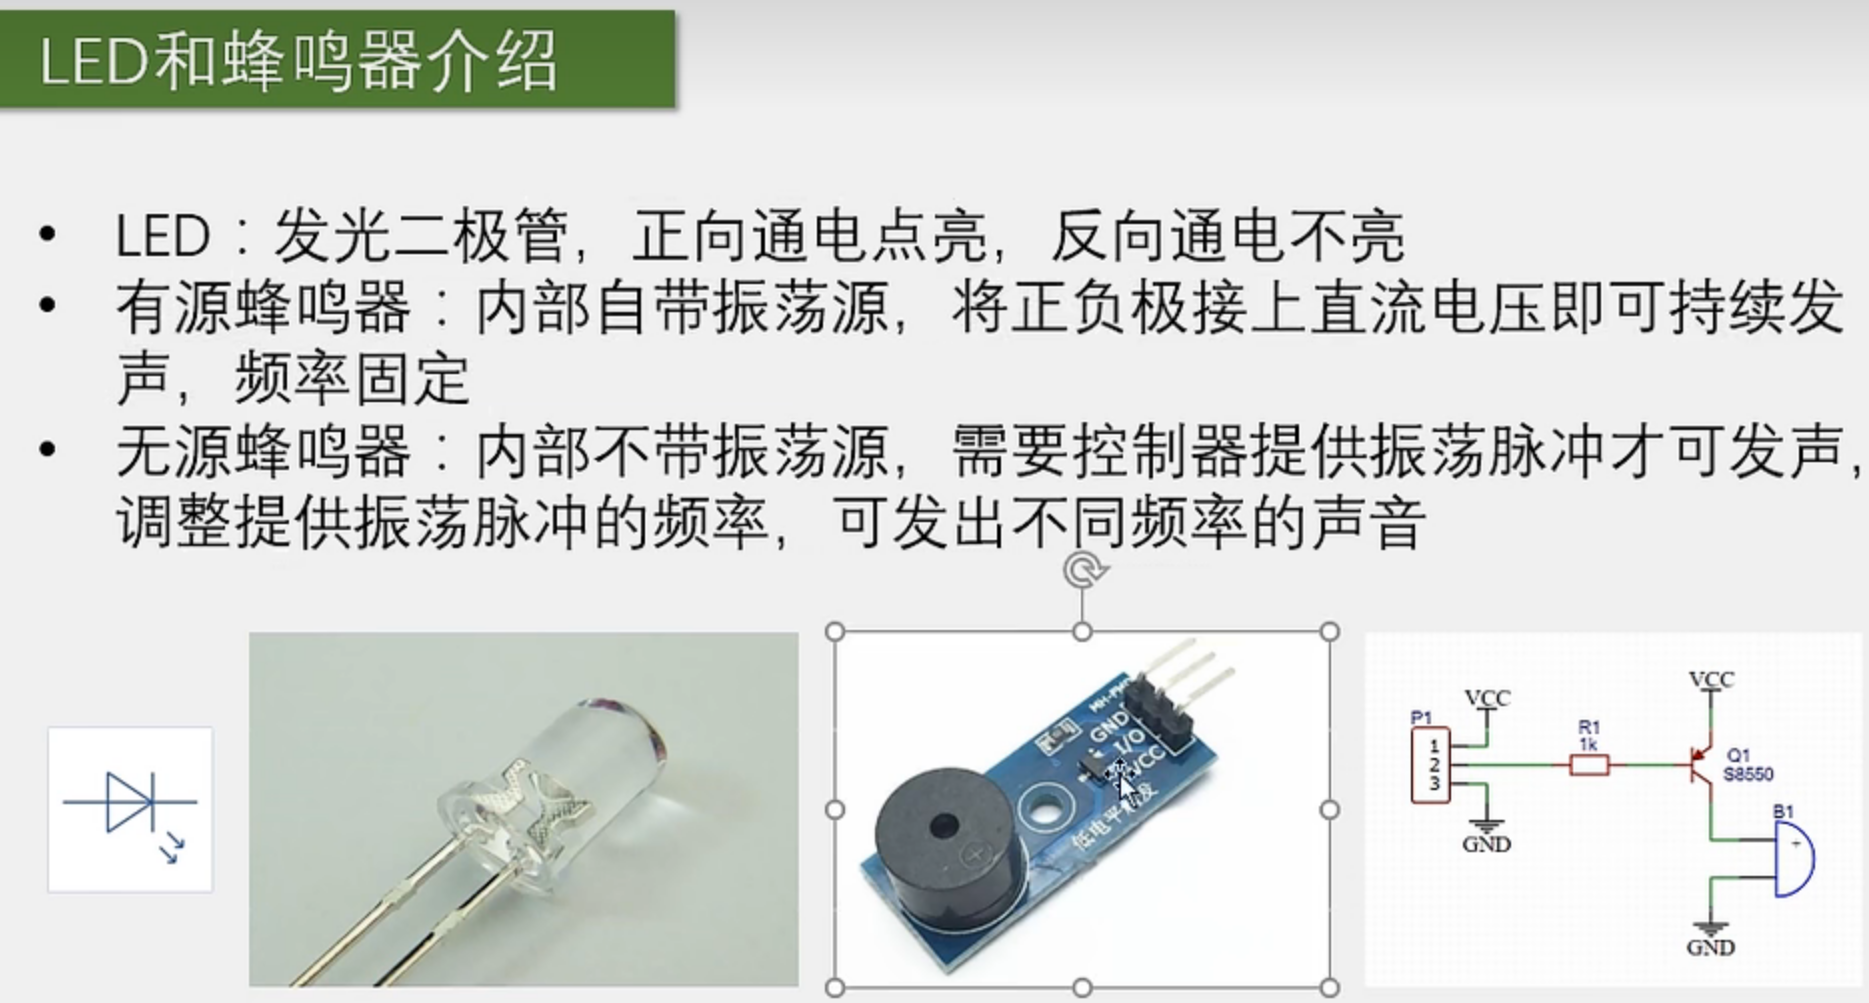 LED和蜂鸣器介绍
• LED：发光二极管，正向通电点亮，反向通电不亮
• 有源蜂鸣器：内部自带振荡源，将正负极接上直流电压即可持续发
声，频率固定
• 无源蜂鸣器：内部不带振荡源，需要控制器提供振荡脉冲才可发声，
调整提供振荡脉冲的频率，可发出不同频率的声音
GND
I/O
VCC
低电平
VCC
P1
1
2
3
GND
R1
1k
VCC
Q1
S8550
B1
+
GND